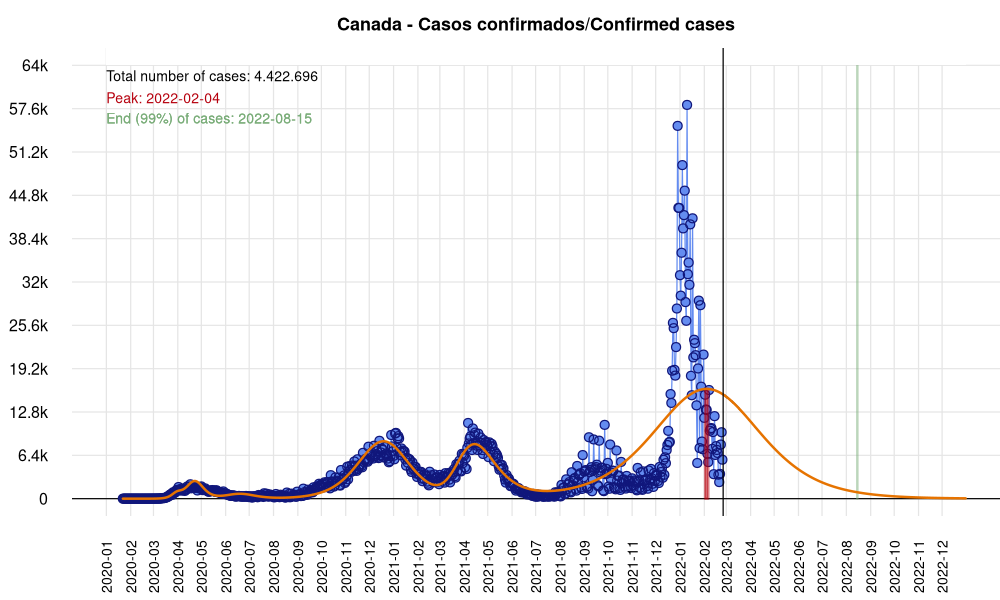 Canada - Casos confirmados/Confirmed cases
Total number of cases: 4.422.696
Peak: 2022-02-04
End (99%) of cases: 2022-08-15
64k
57.6k
51.2k
44.8k
38.4k
32k
25.6k
19.2k
12.8k
6.4k
0
2020-01
2020-02
2020-03
2020-04
2020-05
2020-06
2020-07
2020-08
2020-09
2020-10
2020-11
2020-12
2021-01
2021-02
2021-03
2021-04
2021-05
2021-06
2021-07
2021-08
2021-09
2021-10
2021-11
2021-12
2022-01
2022-02
2022-03
2022-04
2022-05
2022-06
2022-07
2022-08
2022-09
2022-10
2022-11
2022-12